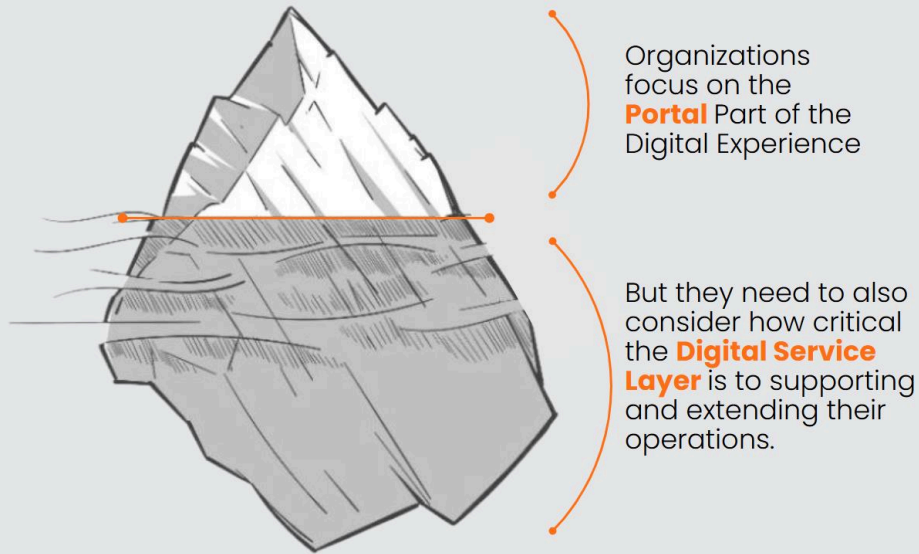 Organizations
focus on the
Portal Part of the
Digital Experience
But they need to also
consider how critical
the Digital Service
Layer is to supporting
and extending their
operations.